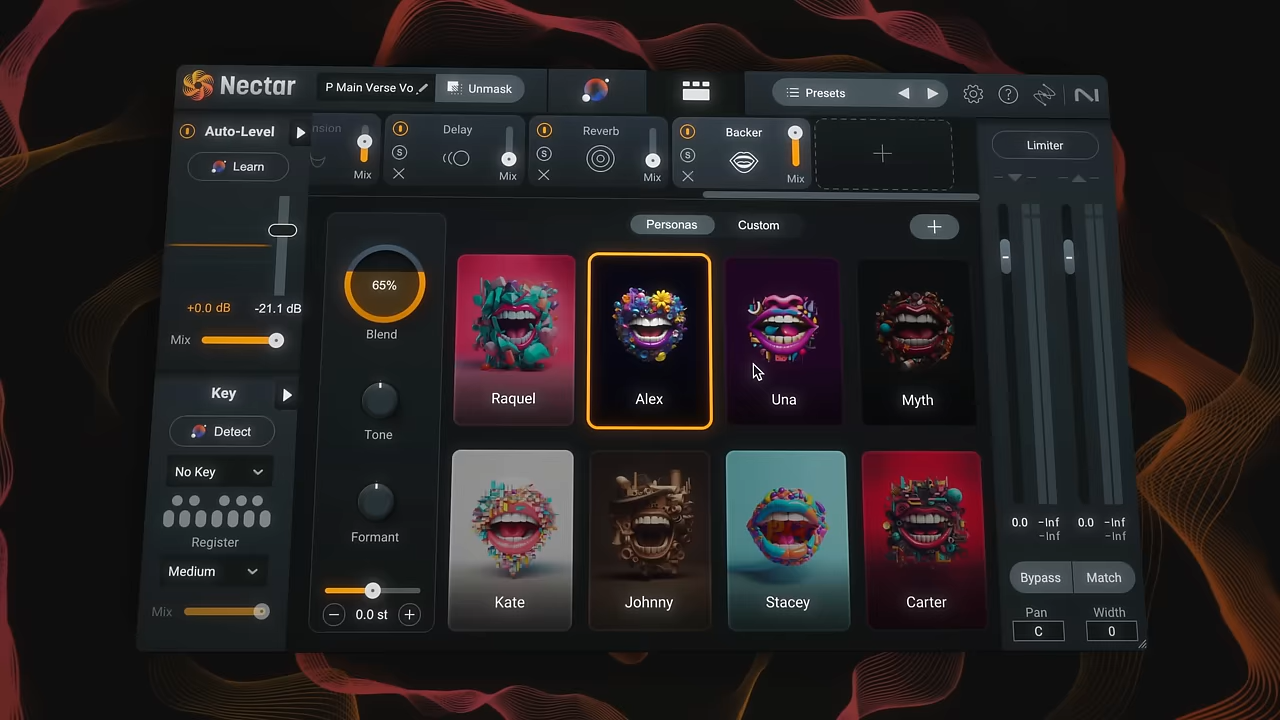 Nectar
P Main Verse Vo
Unmask
Presets
?
Auto-Level
nsion
Delay
Reverb
Backer
Limiter
Learn
S
S
S
Mix
Mix
Mix
Mix
Personas
Custom
65%
Blend
+0.0 dB
-21.1 dB
Mix
Tone
Raquel
Alex
Una
Myth
Key
Detect
No Key
Register
Formant
Medium
Mix
0.0 st
Kate
Johnny
Stacey
Carter
0.0
-Inf
0.0
-Inf
-Inf
-Inf
Bypass
Match
Pan
Width
C
0